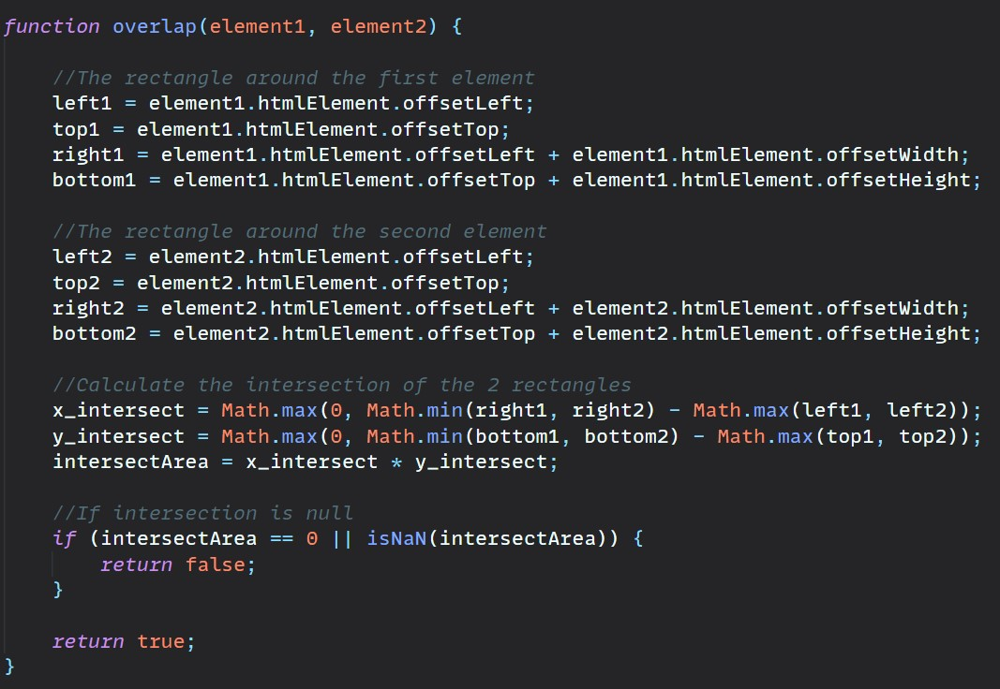 function overlap(element1, element2) {
//The rectangle around the first element
left1 = element1.htmlElement.offsetLeft;
top1 = element1.htmlElement.offsetTop;
right1 = element1.htmlElement.offsetLeft + element1.htmlElement.offsetWidth;
bottom1 = element1.htmlElement.offsetTop + element1.htmlElement.offsetHeight;
//The rectangle around the second element
left2 = element2.htmlElement.offsetLeft;
top2 = element2.htmlElement.offsetTop;
right2 = element2.htmlElement.offsetLeft + element2.htmlElement.offsetWidth;
bottom2 = element2.htmlElement.offsetTop + element2.htmlElement.offsetHeight;
//Calculate the intersection of the 2 rectangles
x_intersect = Math.max(0, Math.min(right1, right2) - Math.max(left1, left2));
y_intersect = Math.max(0, Math.min(bottom1, bottom2) - Math.max(top1, top2));
intersectArea = x_intersect * y_intersect;
//If intersection is null
if (intersectArea == 0 || isNaN(intersectArea)) {
return false;
}
return true;
}